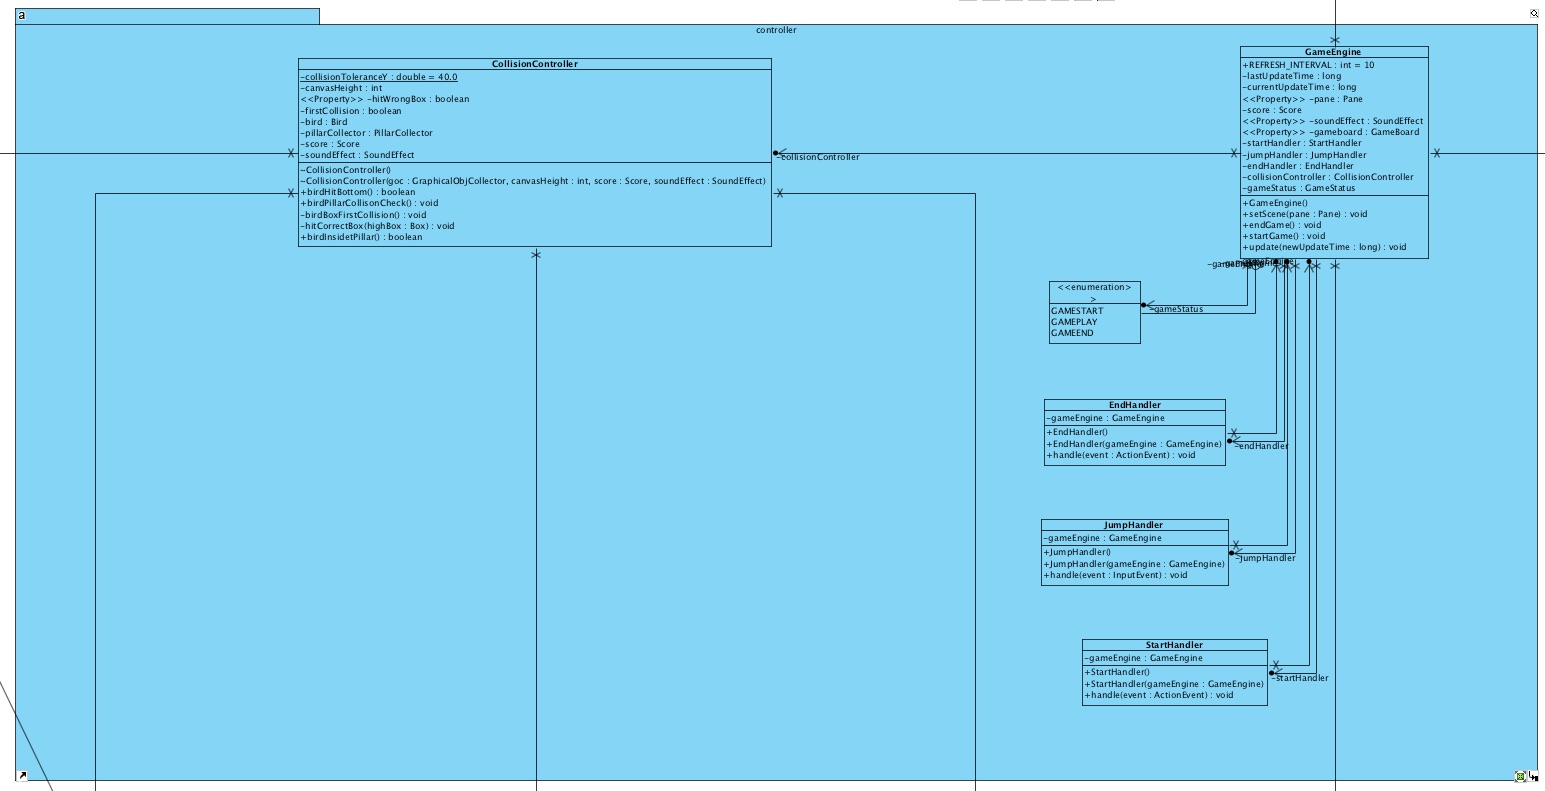 a
controller
CollisionController
-collisionToleranceY : double = 40.0
-canvasHeight : int
<<Property>> -hitWrongBox : boolean
-firstCollision : boolean
-bird : Bird
-pillarCollector : PillarCollector
-score : Score
-soundEffect : SoundEffect
~CollisionController()
~CollisionController(goc : GraphicalObjCollector, canvasHeight : int, score : Score, soundEffect : SoundEffect)
+birdHitBottom() : boolean
+birdPillarCollisonCheck() : void
-birdBoxFirstCollision() : void
-hitCorrectBox(highBox : Box) : void
+birdInsidetPillar() : boolean
-collisionController
GameEngine
+REFRESH_INTERVAL : int = 10
-lastUpdateTime : long
-currentUpdateTime : long
<<Property>> -pane : Pane
-score : Score
<<Property>> -soundEffect : SoundEffect
<<Property>> -gameboard : GameBoard
-startHandler : StartHandler
-jumpHandler : JumpHandler
-endHandler : EndHandler
-collisionController : CollisionController
-gameStatus : GameStatus
+GameEngine()
+setScene(pane : Pane) : void
+endGame() : void
+startGame() : void
+update(newUpdateTime : long) : void
<<enumeration>
>
GAMESTART
GAMEPLAY
GAMEEND
-gameStatus
EndHandler
-gameEngine : GameEngine
+EndHandler()
+EndHandler(gameEngine : GameEngine)
+handle(event : ActionEvent) : void
-endHandler
JumpHandler
-gameEngine : GameEngine
+JumpHandler()
+JumpHandler(gameEngine : GameEngine)
+handle(event : InputEvent) : void
-jumpHandler
StartHandler
-gameEngine : GameEngine
+StartHandler()
+StartHandler(gameEngine : GameEngine)
+handle(event : ActionEvent) : void
-startHandler